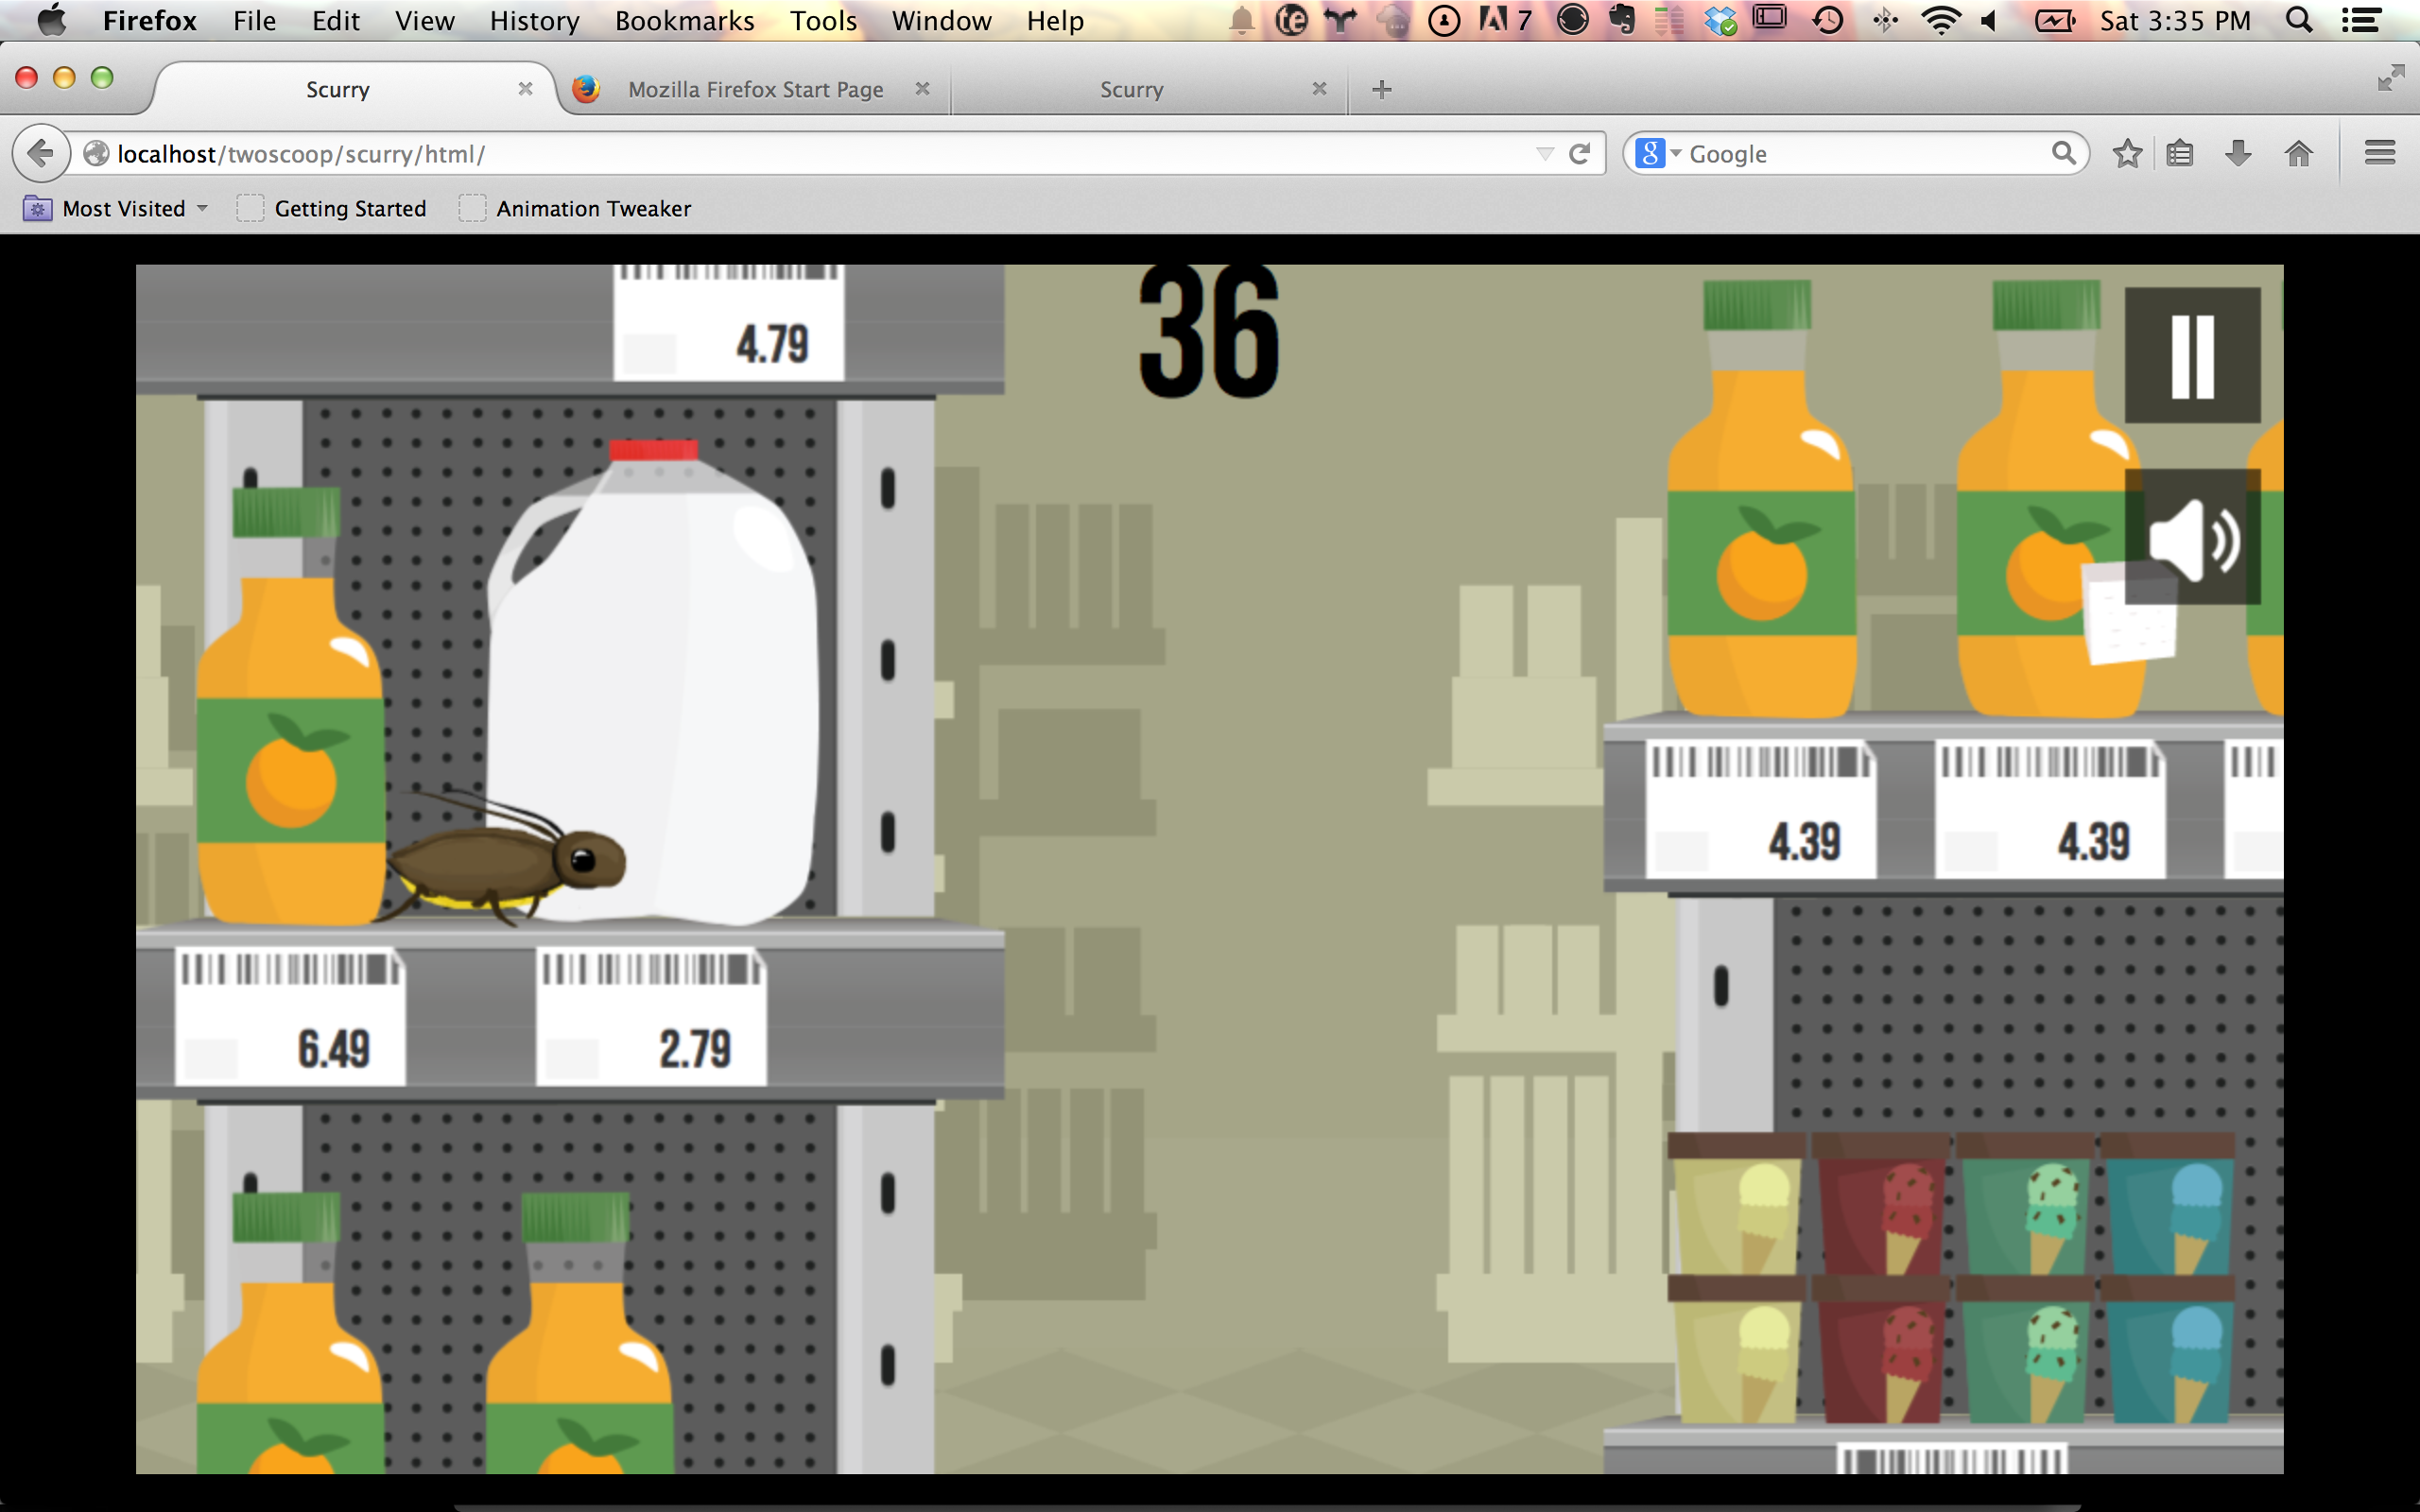 Firefox File Edit View History Bookmarks Tools Window Help te 7 Sat 3:35 PM
Scurry Mozilla Firefox Start Page Scurry
localhost/twoscoop/scurry/html/ Google
Most Visited Getting Started Animation Tweaker
36
4.79
4.39 4.39
6.49 2.79